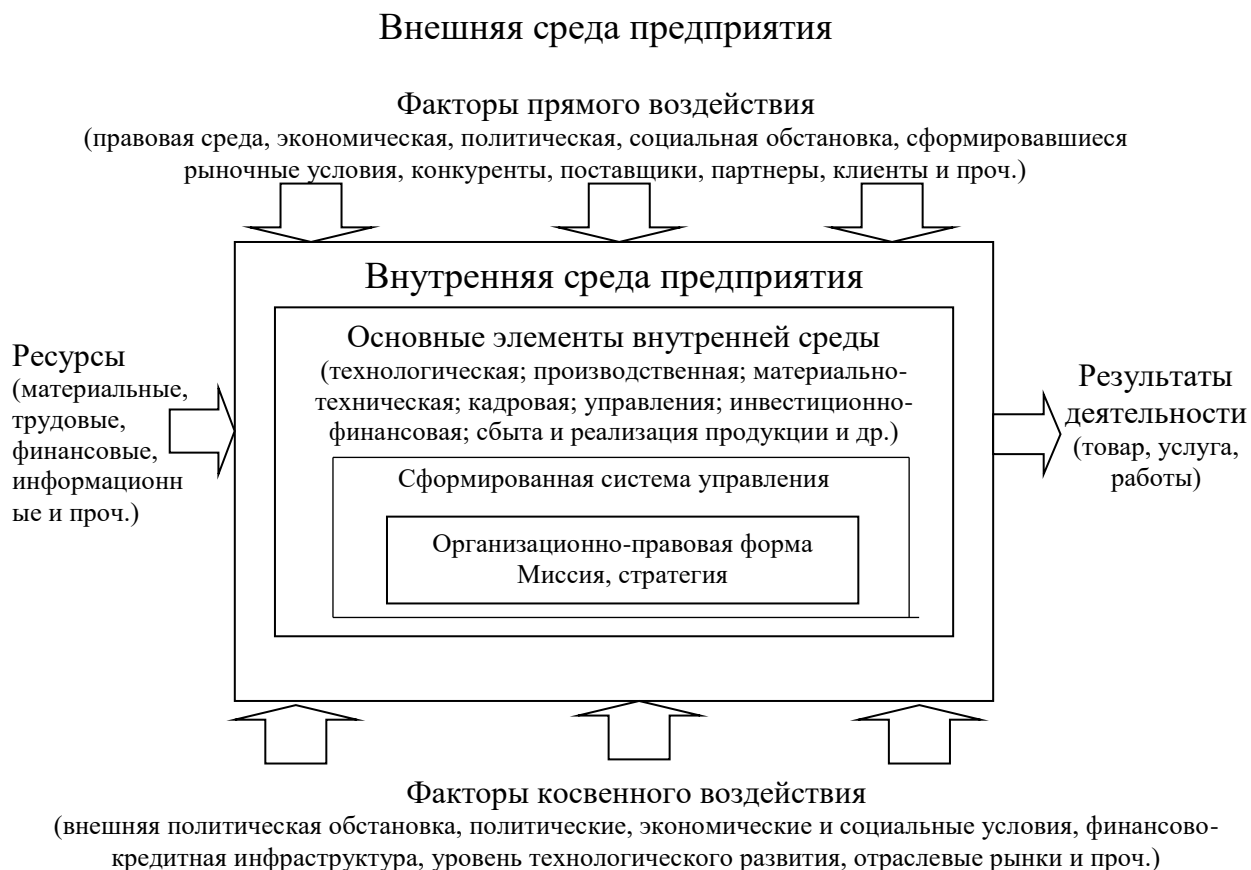 Внешняя среда предприятия
Факторы прямого воздействия
(правовая среда, экономическая, политическая, социальная обстановка, сформировавшиеся
рыночные условия, конкуренты, поставщики, партнеры, клиенты и проч.)
Ресурсы
(материальные,
трудовые,
финансовые,
информационн
ые и проч.)
Внутренняя среда предприятия
Основные элементы внутренней среды
(технологическая; производственная; материально-
техническая; кадровая; управления; инвестиционно-
финансовая; сбыта и реализация продукции и др.)
Сформированная система управления
Организационно-правовая форма
Миссия, стратегия
Результаты
деятельности
(товар, услуга,
работы)
Факторы косвенного воздействия
(внешняя политическая обстановка, политические, экономические и социальные условия, финансово-
кредитная инфраструктура, уровень технологического развития, отраслевые рынки и проч.)